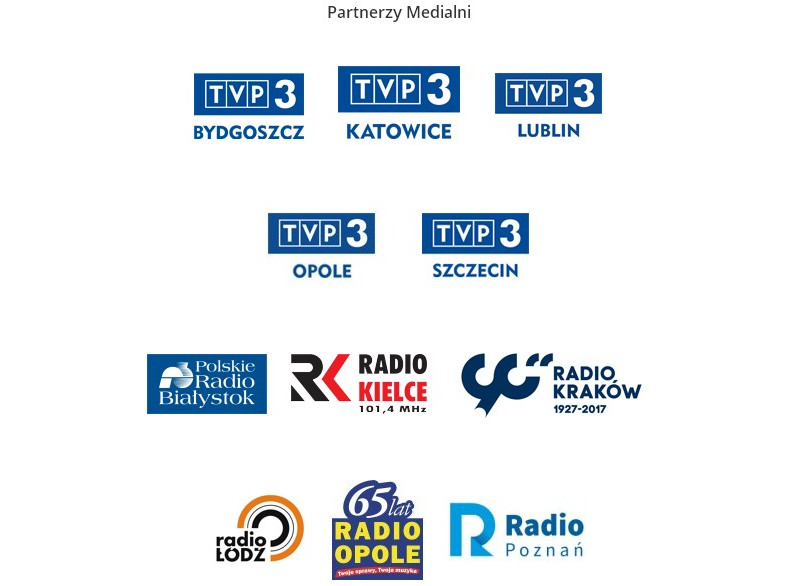 Partnerzy Medialni
TVP 3
BYDGOSZCZ
TVP 3
KATOWICE
TVP 3
LUBLIN
TVP 3
OPOLE
TVP 3
SZCZECIN
Polskie
Radio
Białystok
RK RADIO
KIELCE
101,4 MHz
RADIO
KRAKÓW
1927-2017
radio
ŁÓDŹ
65 lat
RADIO
OPOLE
Twoje sprawy, Twoja muzyka
R Radio
Poznań